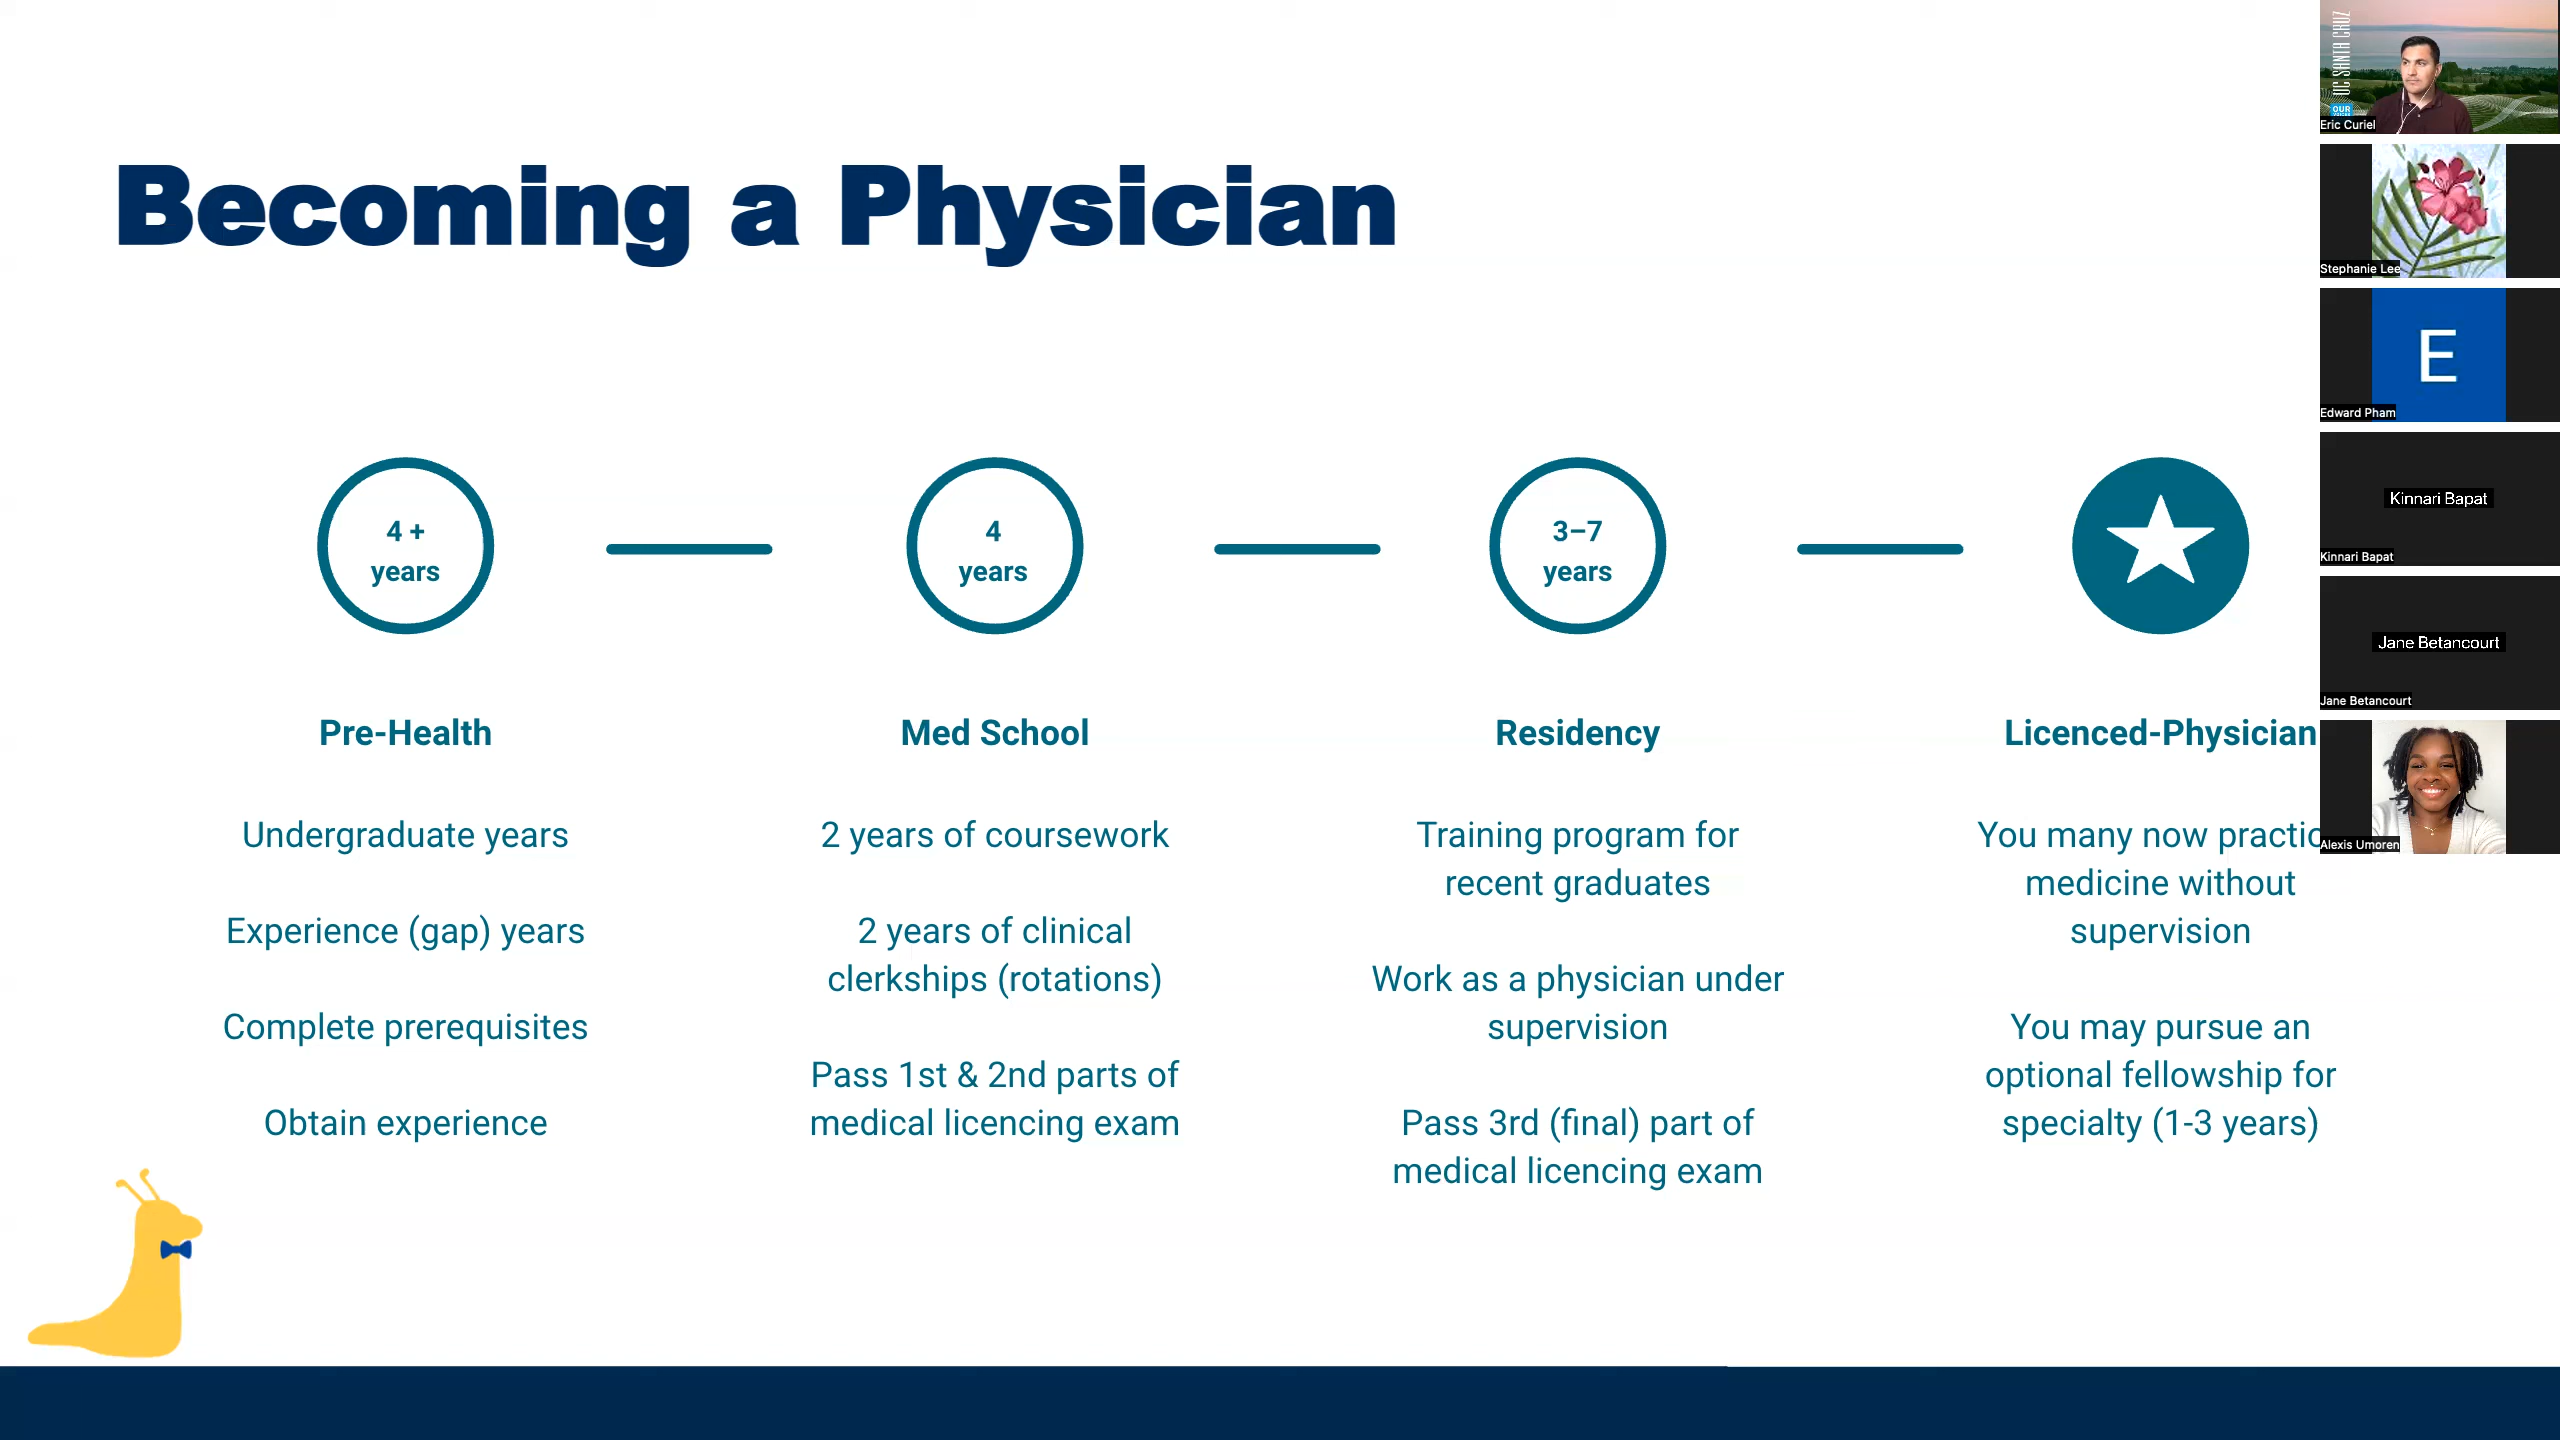 Becoming a Physician
4 +
years
4
years
3–7
years
Pre-Health
Undergraduate years
Experience (gap) years
Complete prerequisites
Obtain experience
Med School
2 years of coursework
2 years of clinical
clerkships (rotations)
Pass 1st & 2nd parts of
medical licencing exam
Residency
Training program for
recent graduates
Work as a physician under
supervision
Pass 3rd (final) part of
medical licencing exam
Licenced-Physician
You many now practic
medicine without
supervision
You may pursue an
optional fellowship for
specialty (1-3 years)
UC SANTA CRUZ
OUR
Eric Curiel
Stephanie Lee
E
Edward Pham
Kinnari Bapat
Kinnari Bapat
Jane Betancourt
Jane Betancourt
Alexis Umoren